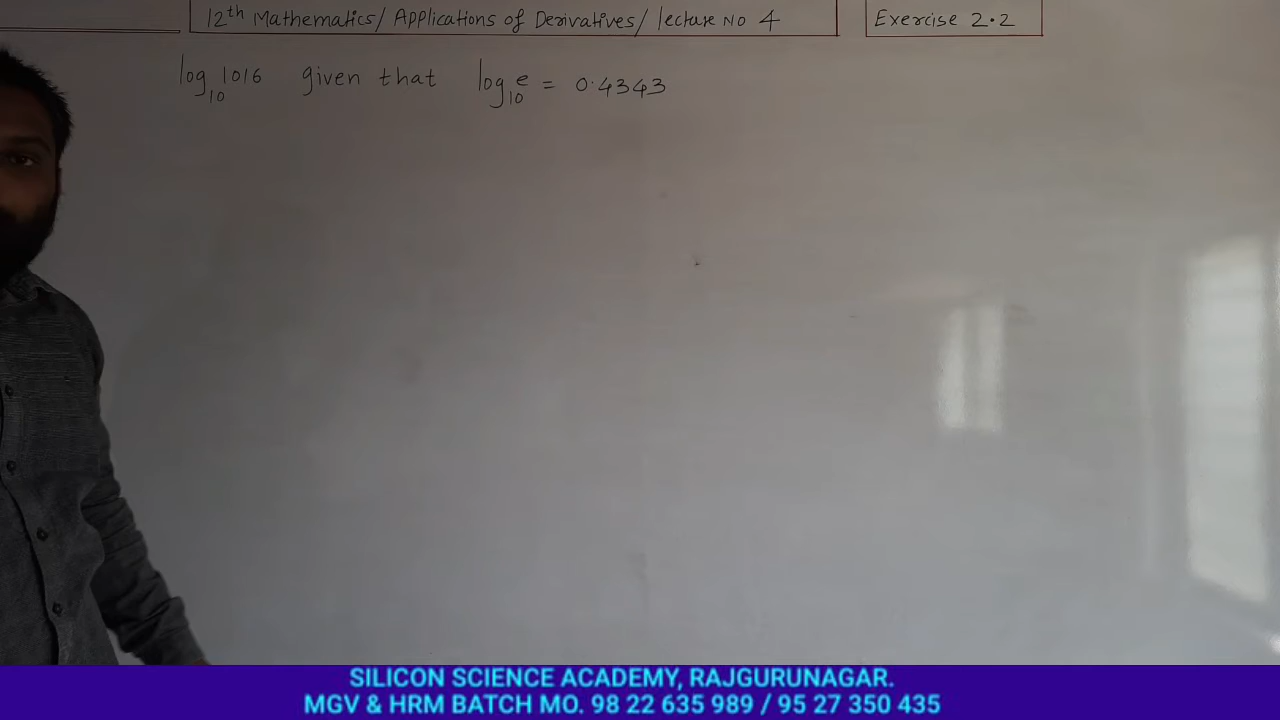 12th Mathematics/ Applications of Derivatives/ lecture No 4
Exercise 2.2
log10 1016 given that log10 e = 0.4343
SILICON SCIENCE ACADEMY, RAJGURUNAGAR.
MGV & HRM BATCH MO. 98 22 635 989 / 95 27 350 435